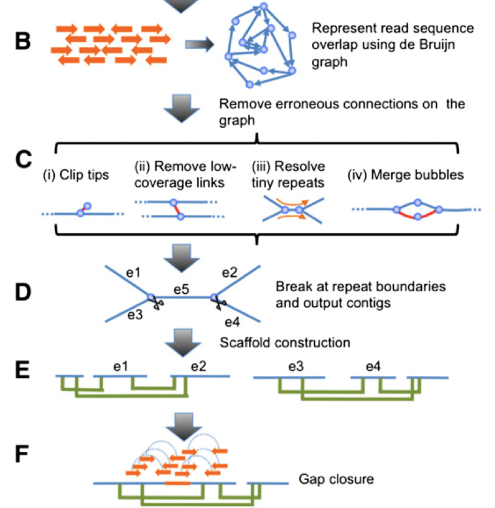 B
Represent read sequence
overlap using de Bruijn
graph
Remove erroneous connections on the
graph
C
(i) Clip tips
(ii) Remove low-
coverage links
(iii) Resolve
tiny repeats
(iv) Merge bubbles
D
e1
e2
e5
e3
e4
Break at repeat boundaries
and output contigs
Scaffold construction
E
e1
e2
e3
e4
F
Gap closure